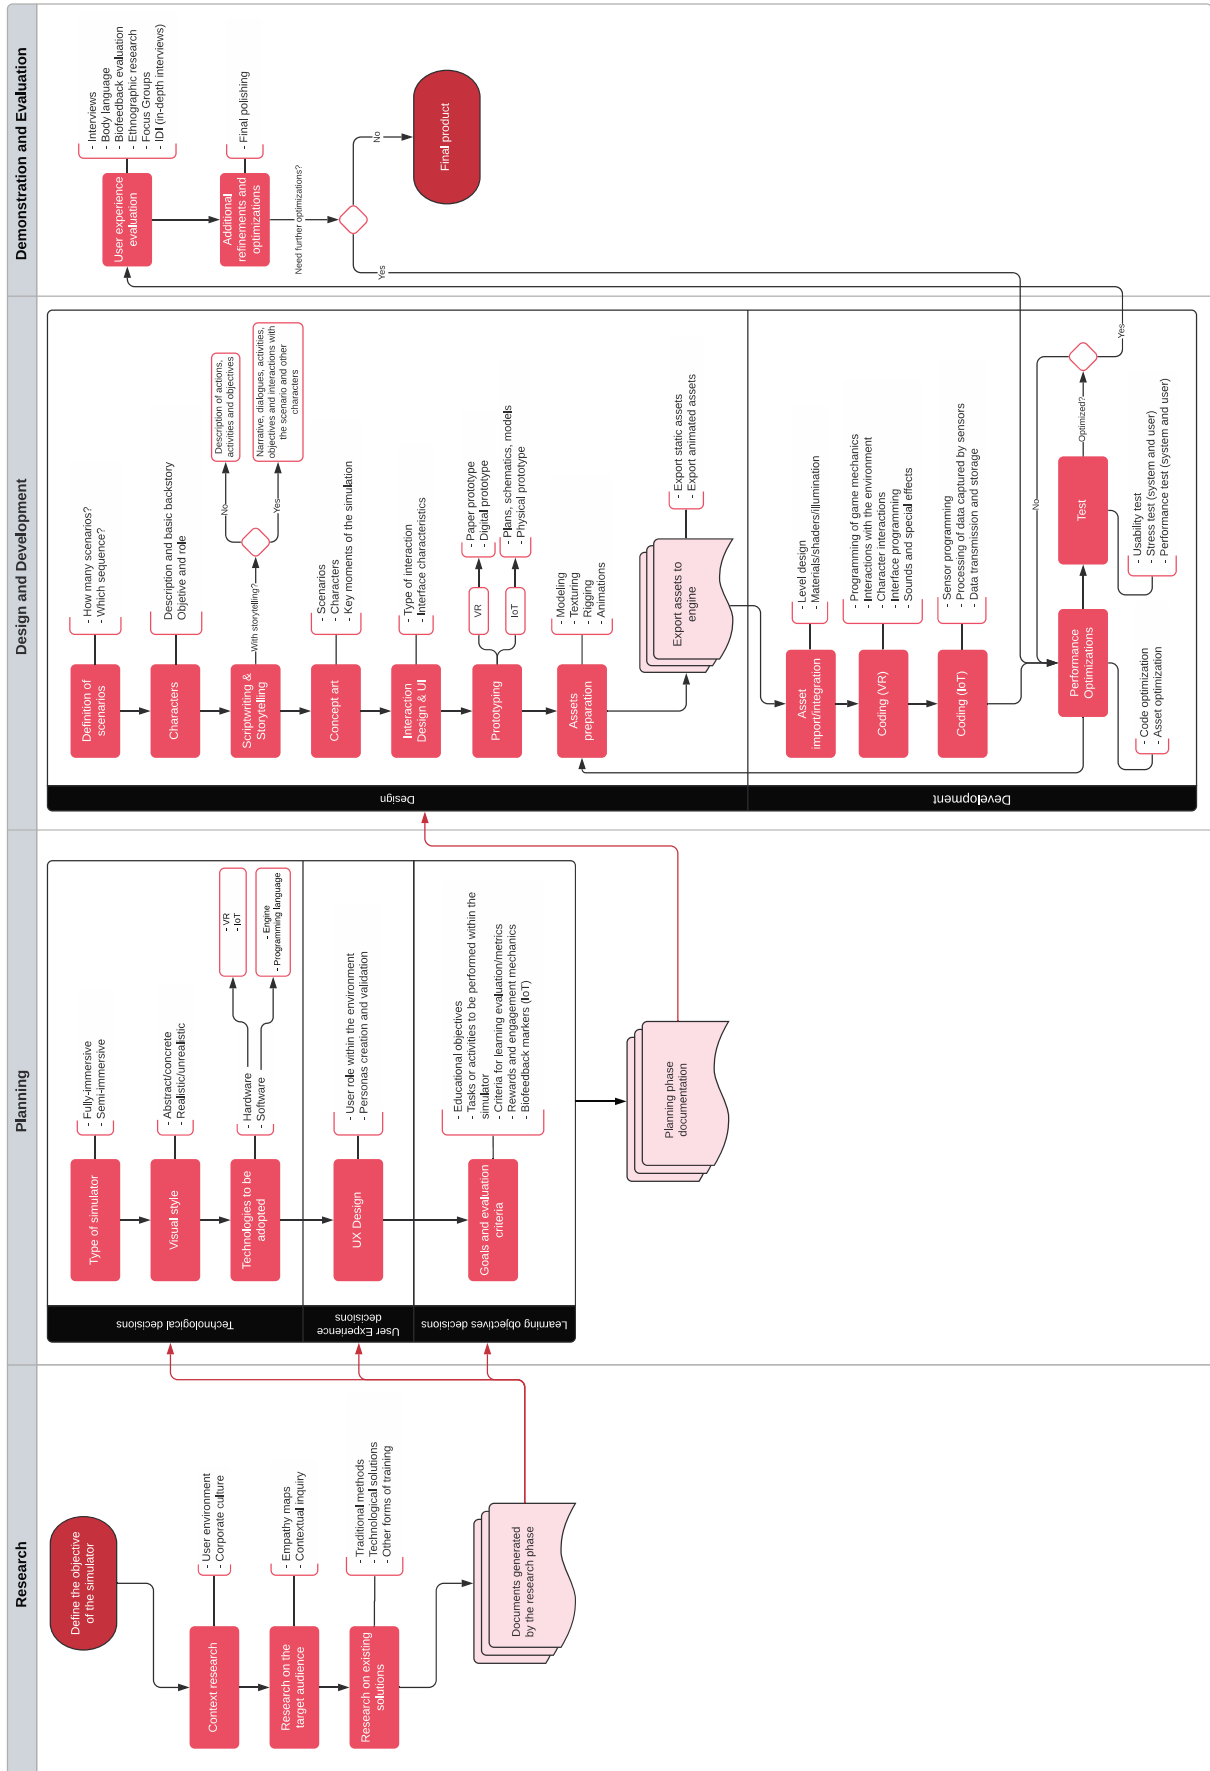 Research
Define the objective
of the simulator
Context research
- User environment
- Corporate culture
Research on the
target audience
- Empathy maps
- Contextual inquiry
Research on existing
solutions
- Traditional methods
- Technological solutions
- Other forms of training
Documents generated
by the research phase
Planning
Technological decisions
Type of simulator
- Fully-immersive
- Semi-immersive
Visual style
- Abstract/concrete
- Realistic/unrealistic
Technologies to be
adopted
- Hardware
- Software
- VR
- IoT
- Engine
- Programming language
User Experience
decisions
UX Design
- User role within the environment
- Personas creation and validation
Learning objectives decisions
Goals and evaluation
criteria
- Educational objectives
- Tasks or activities to be performed within the
simulator
- Criteria for learning evaluation/metrics
- Rewards and engagement mechanics
- Biofeedback markers (IoT)
Planning phase
documentation
Design and Development
Design
Definition of
scenarios
- How many scenarios?
- Which sequence?
Characters
- Description and basic backstory
- Objetive and role
Scriptwriting &
Storytelling
With storytelling?
No
Description of actions,
activities and objectives
Yes
Narrative, dialogues, activities,
objectives and interactions with
the scenario and other
characters
Concept art
- Scenarios
- Characters
- Key moments of the simulation
Interaction
Design & UI
- Type of interaction
- Interface characteristics
Prototyping
VR
- Paper prototype
- Digital prototype
IoT
- Plans, schematics, models
- Physical prototype
Assets
preparation
- Modeling
- Texturing
- Rigging
- Animations
Export assets to
engine
- Export static assets
- Export animated assets
Development
Asset
import/integration
- Level design
- Materials/shaders/illumination
Coding (VR)
- Programming of game mechanics
- Interactions with the environment
- Character interactions
- Interface programming
- Sounds and special effects
Coding (IoT)
- Sensor programming
- Processing of data captured by sensors
- Data transmission and storage
Performance
Optimizations
- Code optimization
- Asset optimization
Test
- Usability test
- Stress test (system and user)
- Performance test (system and user)
Optimized?
No
Yes
Demonstration and Evaluation
User experience
evaluation
- Interviews
- Body language
- Biofeedback evaluation
- Ethnographic research
- Focus Groups
- IDI (in-depth interviews)
Additional
refinements and
optimizations
- Final polishing
Need further optimizations?
Yes
No
Final product